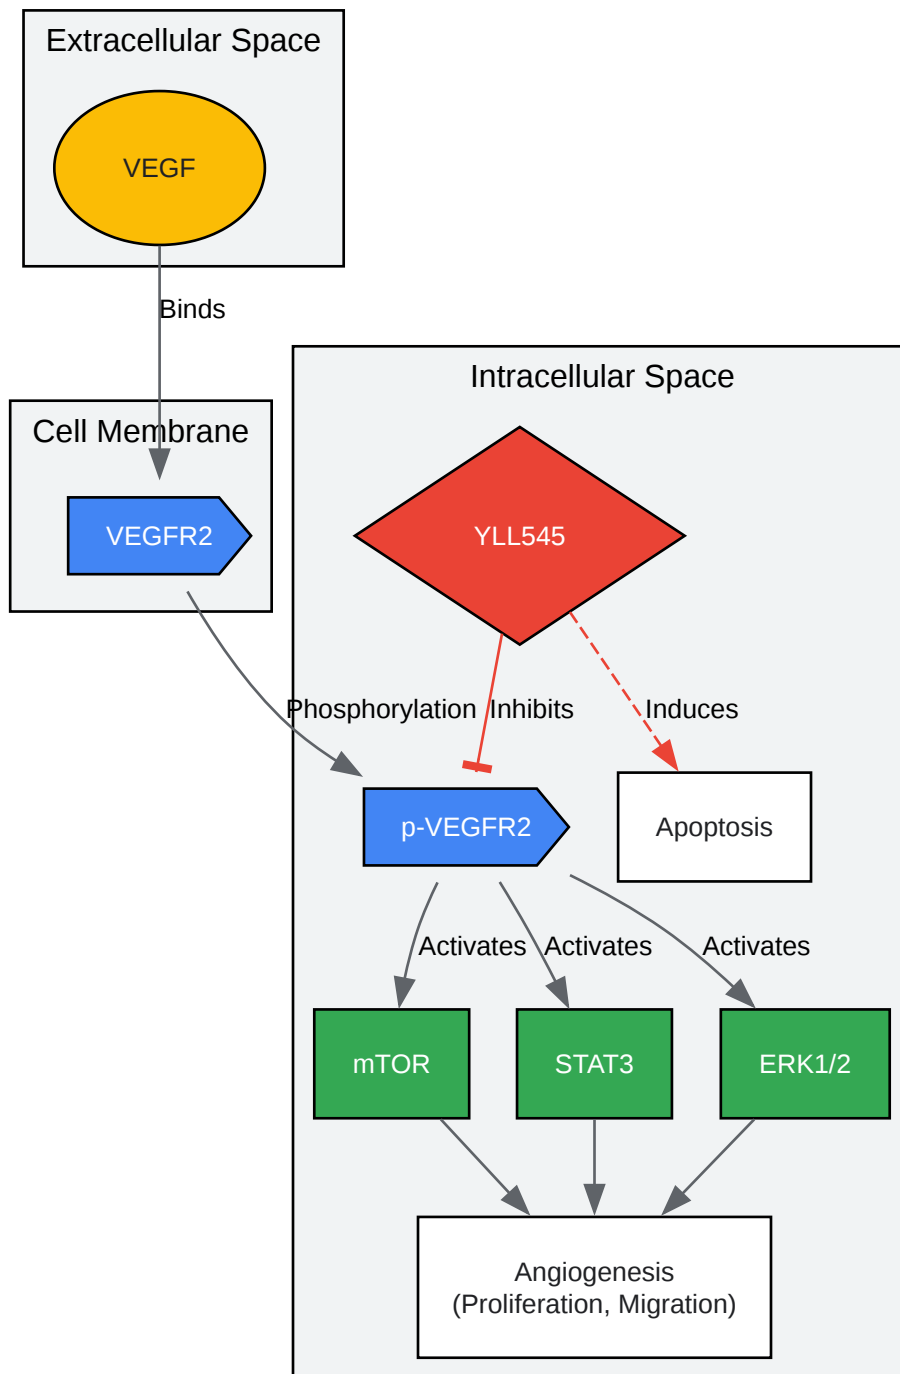 Extracellular Space
VEGF
Binds
Cell Membrane
VEGFR2
Intracellular Space
YLL545
Phosphorylation
Inhibits
Induces
p-VEGFR2
Apoptosis
Activates
Activates
Activates
mTOR
STAT3
ERK1/2
Angiogenesis
(Proliferation, Migration)